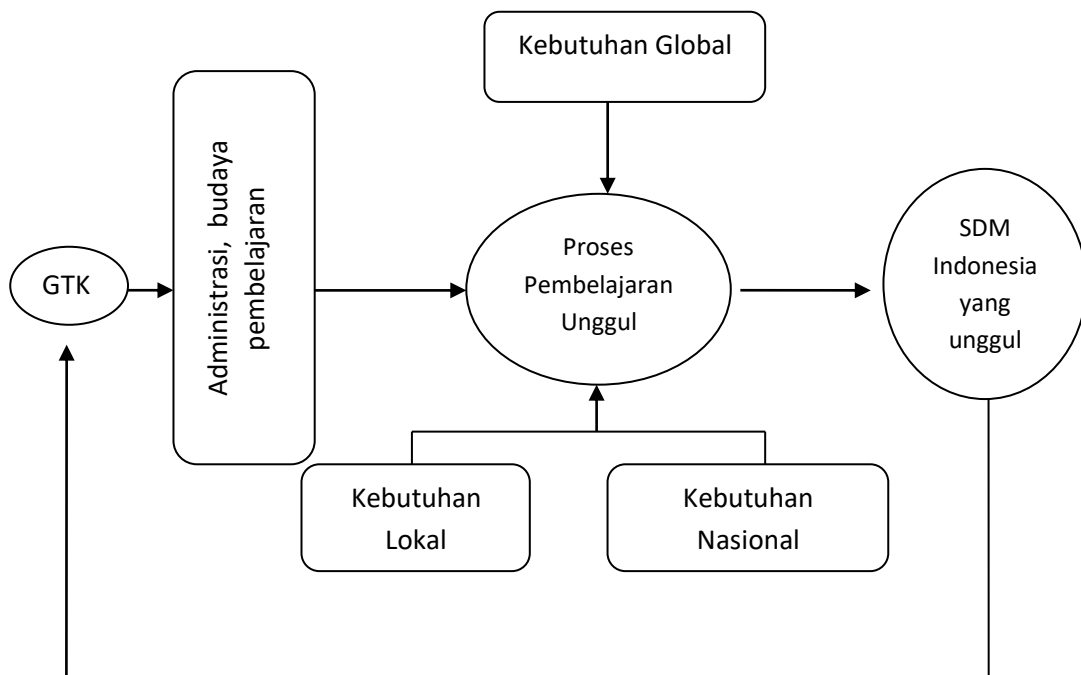 Kebutuhan Global
GTK
Administrasi, budaya
pembelajaran
Proses
Pembelajaran
Unggul
SDM
Indonesia
yang
unggul
Kebutuhan
Lokal
Kebutuhan
Nasional